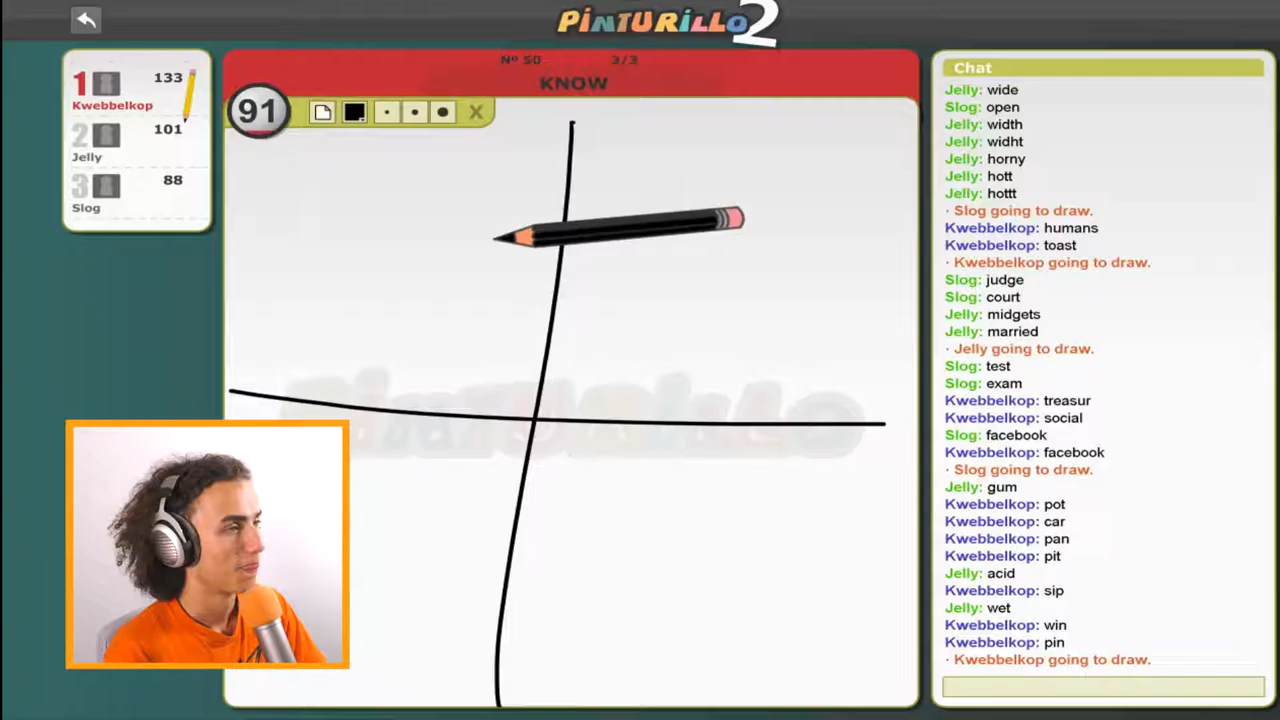 PINTURILLO 2
Nº 50 3/3
KNOW
91
1 133
Kwebbelkop
2 101
Jelly
3 88
Slog
X
Pinturillo
Chat
Jelly: wide
Slog: open
Jelly: width
Jelly: widht
Jelly: horny
Jelly: hott
Jelly: hottt
· Slog going to draw.
Kwebbelkop: humans
Kwebbelkop: toast
· Kwebbelkop going to draw.
Slog: judge
Slog: court
Jelly: midgets
Jelly: married
· Jelly going to draw.
Slog: test
Slog: exam
Kwebbelkop: treasur
Kwebbelkop: social
Slog: facebook
Kwebbelkop: facebook
· Slog going to draw.
Jelly: gum
Kwebbelkop: pot
Kwebbelkop: car
Kwebbelkop: pan
Kwebbelkop: pit
Jelly: acid
Kwebbelkop: sip
Jelly: wet
Kwebbelkop: win
Kwebbelkop: pin
· Kwebbelkop going to draw.